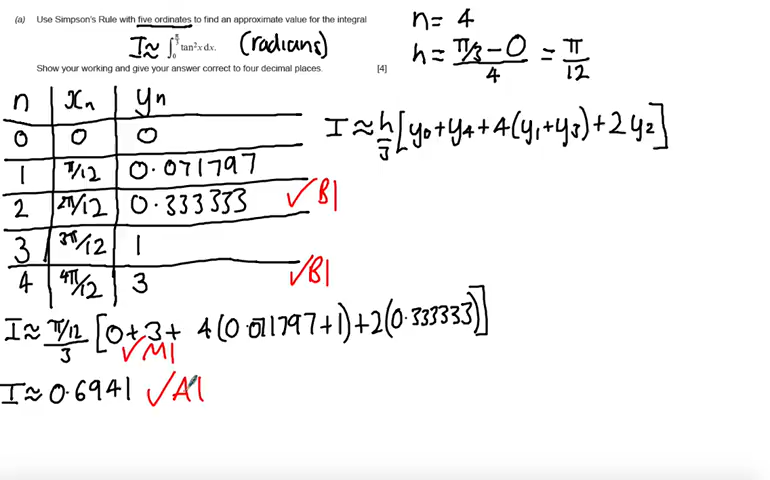 (a) Use Simpson's Rule with five ordinates to find an approximate value for the integral
I≈ ∫₀^(π/3) tan²x dx. (radians)
Show your working and give your answer correct to four decimal places. [4]
n = 4
h = (π/3 − 0)/4 = π/12
n xₙ yₙ
0 0 0
1 π/12 0.071797
2 2π/12 0.333333 ✓B1
3 3π/12 1
4 4π/12 3 ✓B1
I ≈ h/3 [y₀+y₄+4(y₁+y₃)+2y₂]
I ≈ (π/12)/3 [0+3+ 4(0.071797+1)+2(0.333333)]
✓M1
I ≈ 0.6941 ✓A1